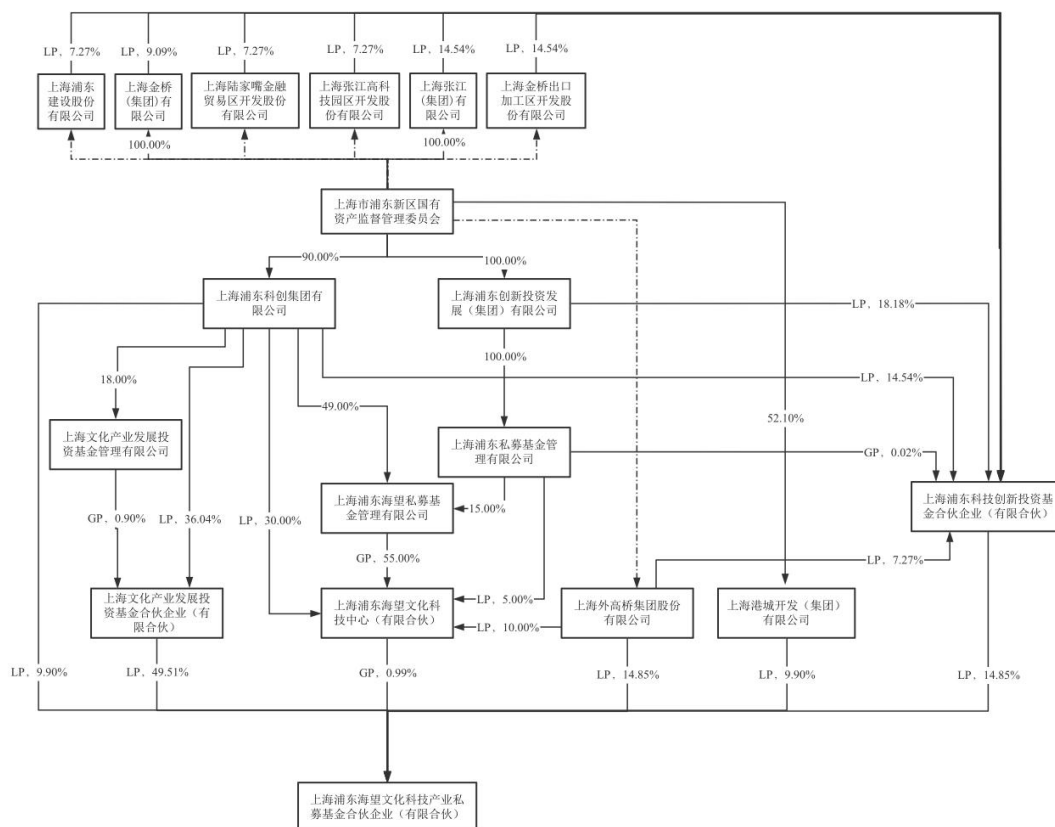 LP，7.27%
LP，9.09%
LP，7.27%
LP，7.27%
LP，14.54%
LP，14.54%
上海浦东
建设股份有
限公司
上海金桥
(集团)有
限公司
上海陆家嘴金融
贸易区开发股份
有限公司
上海张江高科
技园区开发股
份有限公司
上海张江
(集团)有
限公司
上海金桥出口
加工区开发股
份有限公司
100.00%
100.00%
上海市浦东新区国有
资产监督管理委员会
90.00%
100.00%
上海浦东科创集团有
限公司
上海浦东创新投资发
展（集团）有限公司
LP，18.18%
100.00%
18.00%
LP，14.54%
49.00%
52.10%
上海文化产业发展投
资基金管理有限公司
上海浦东私募基金管
理有限公司
GP，0.02%
上海浦东海望私募基
金管理有限公司
15.00%
上海浦东科技创新投资基
金合伙企业（有限合伙）
GP，0.90%
LP，36.04%
LP，30.00%
GP，55.00%
LP，7.27%
上海文化产业发展投
资基金合伙企业（有
限合伙）
上海浦东海望文化科
技中心（有限合伙）
LP，5.00%
LP，10.00%
上海外高桥集团股份
有限公司
上海港城开发（集团）
有限公司
LP，9.90%
LP，49.51%
GP，0.99%
LP，14.85%
LP，9.90%
LP，14.85%
上海浦东海望文化科技产业私
募基金合伙企业（有限合伙）